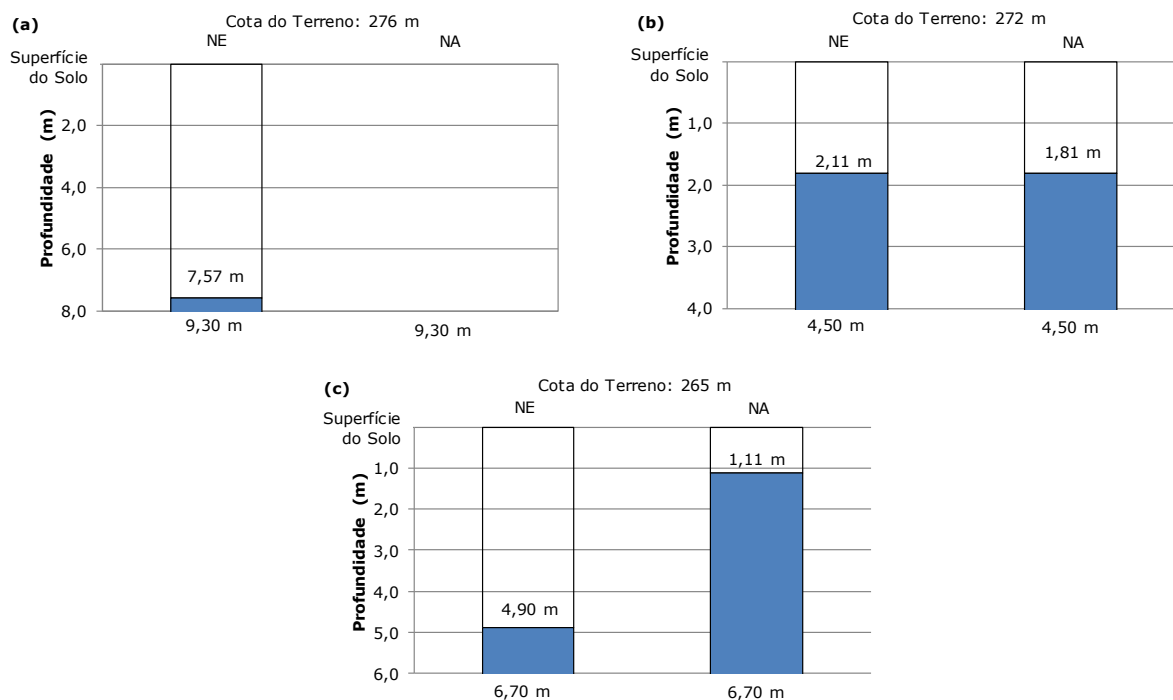 (a)
Cota do Terreno: 276 m
NE NA
Superfície
do Solo
Profundidade (m)
2,0
4,0
6,0
8,0
7,57 m
9,30 m 9,30 m
(b)
Cota do Terreno: 272 m
NE NA
Superfície
do Solo
Profundidade (m)
1,0
2,0
3,0
4,0
2,11 m 1,81 m
4,50 m 4,50 m
(c)
Cota do Terreno: 265 m
NE NA
Superfície
do Solo
Profundidade (m)
1,0
2,0
3,0
4,0
5,0
6,0
4,90 m 1,11 m
6,70 m 6,70 m